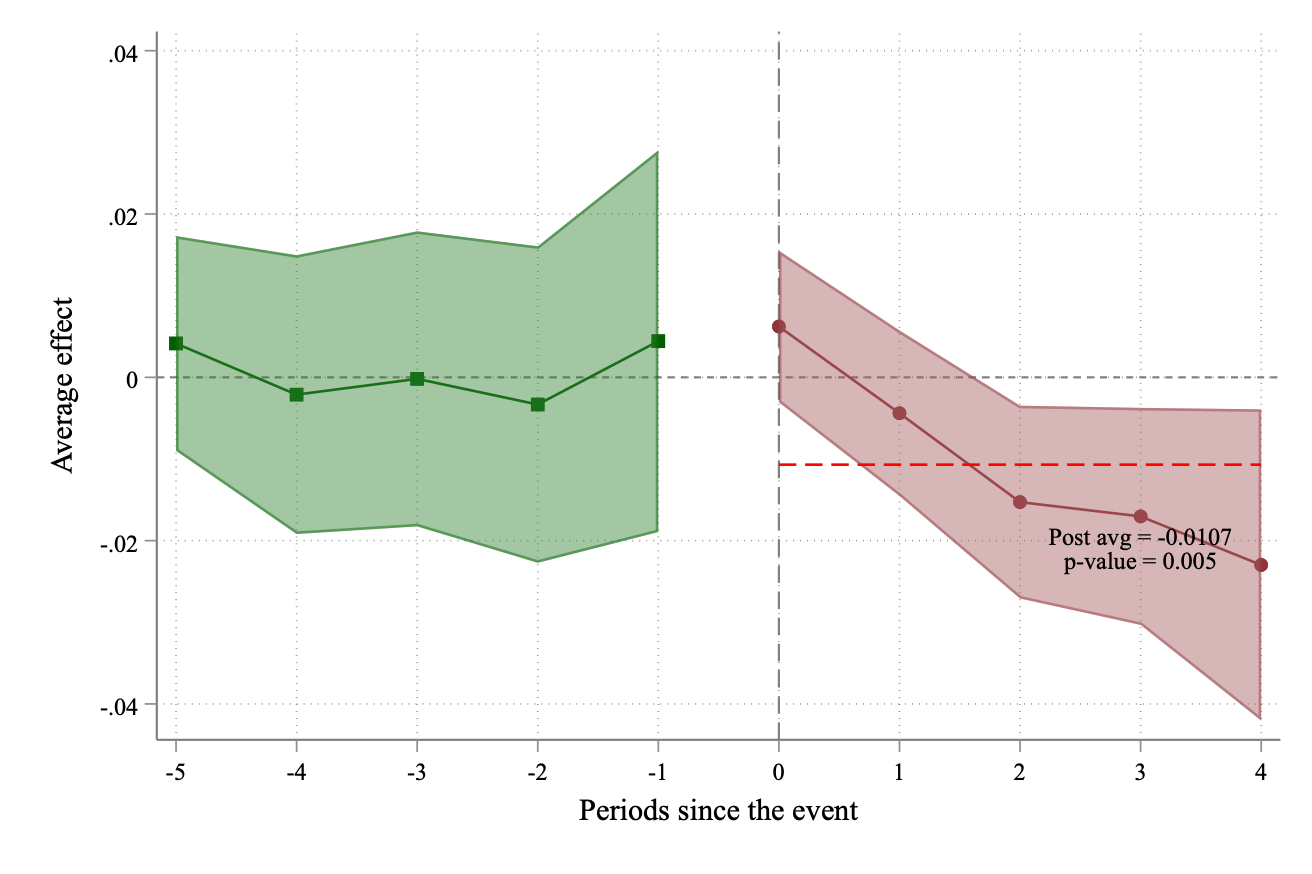 .04
.02
0
-.02
-.04
Average effect
Post avg = -0.0107
p-value = 0.005
-5 -4 -3 -2 -1 0 1 2 3 4
Periods since the event